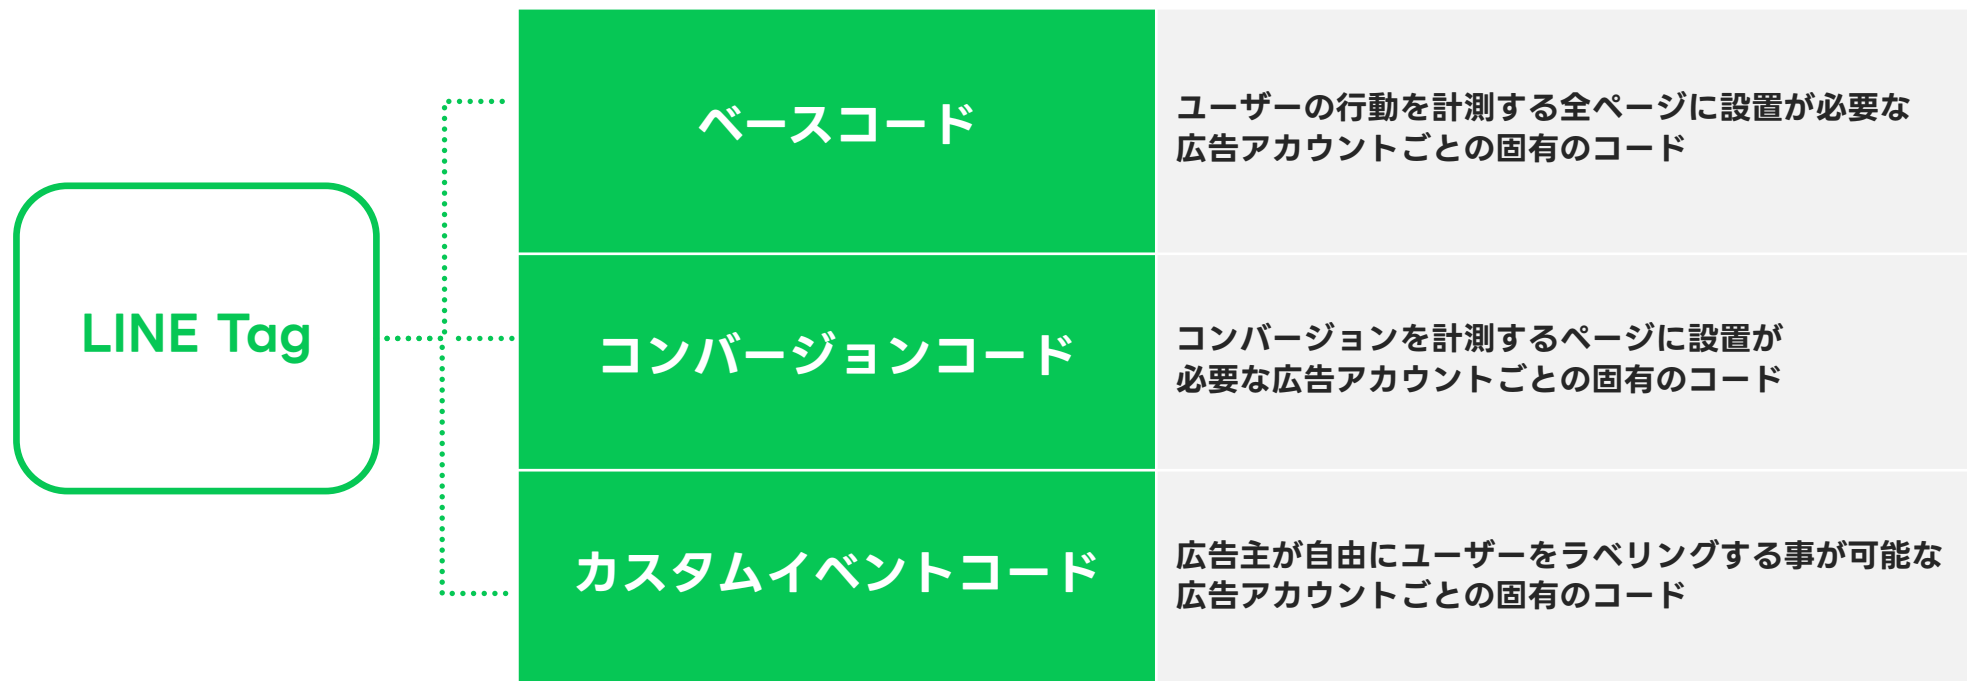 LINE Tag
ベースコード
ユーザーの行動を計測する全ページに設置が必要な
広告アカウントごとの固有のコード
コンバージョンコード
コンバージョンを計測するページに設置が
必要な広告アカウントごとの固有のコード
カスタムイベントコード
広告主が自由にユーザーをラベリングする事が可能な
広告アカウントごとの固有のコード